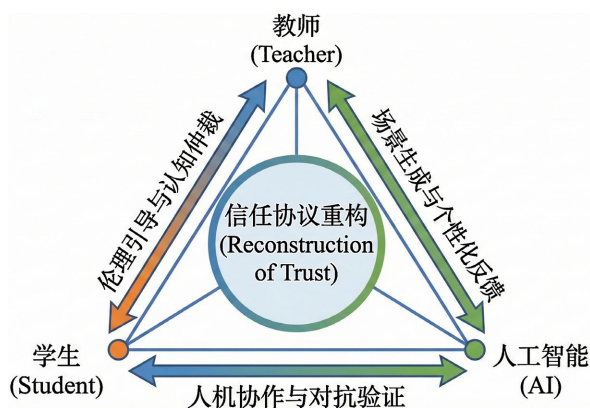 教师
(Teacher)
伦理引导与认知仲裁
场景生成与个性化反馈
信任协议重构
(Reconstruction
of Trust)
学生
(Student)
人工智能
(AI)
人机协作与对抗验证